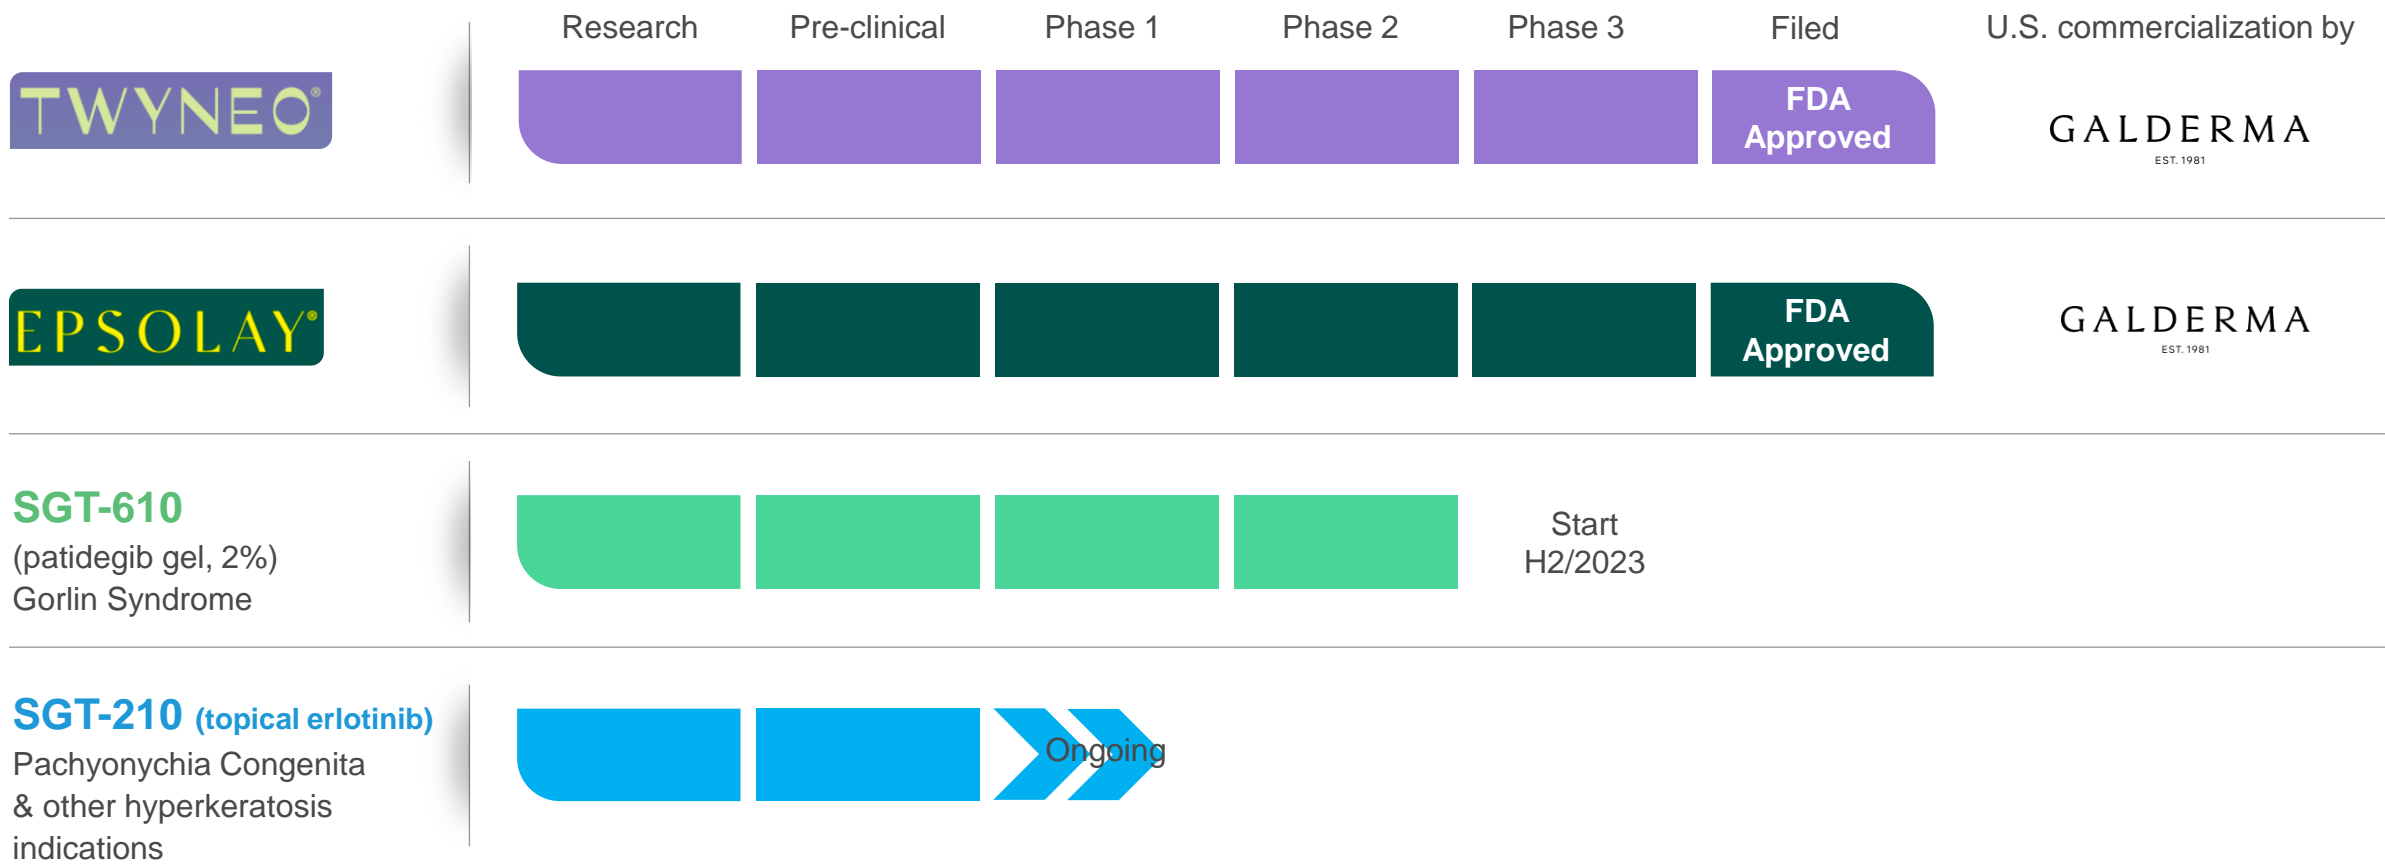 Research Pre-clinical Phase 1 Phase 2 Phase 3 Filed U.S. commercialization by
TWYNEO®
FDA
Approved
GALDERMA
EST. 1981
EPSOLAY®
FDA
Approved
GALDERMA
EST. 1981
SGT-610
(patidegib gel, 2%)
Gorlin Syndrome
Start
H2/2023
SGT-210 (topical erlotinib)
Pachyonychia Congenita
& other hyperkeratosis
indications
Ongoing